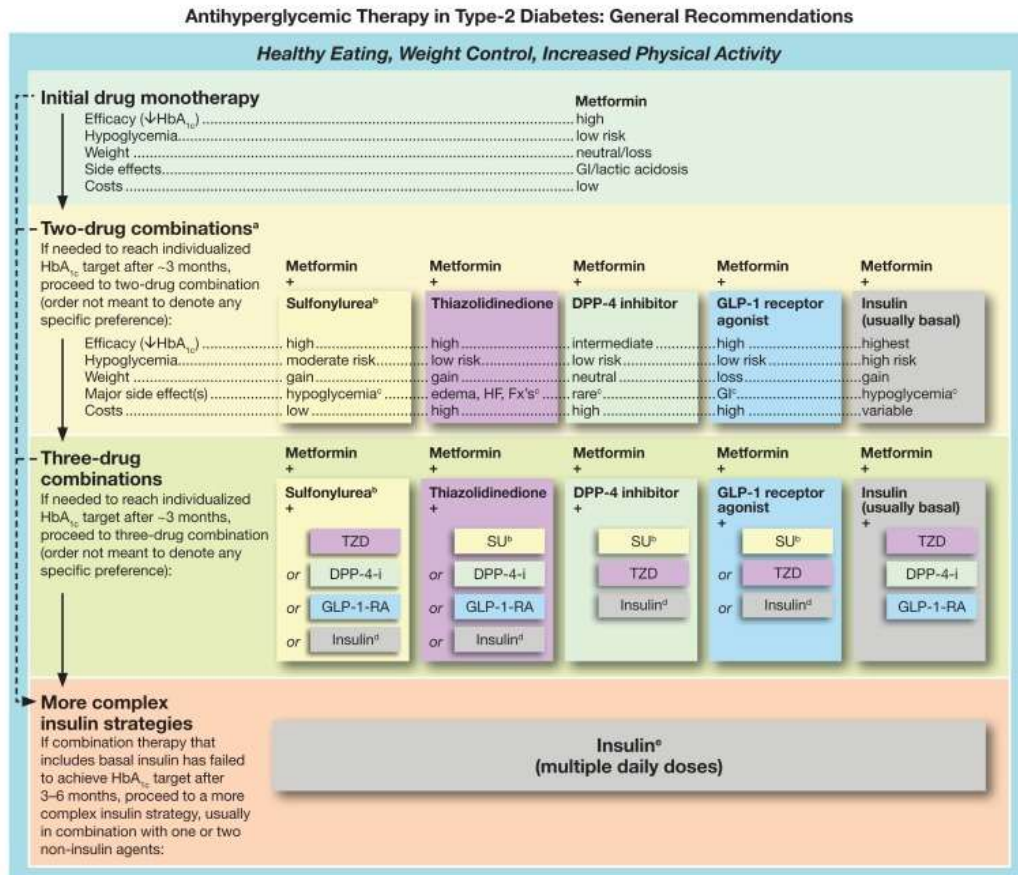 Antihyperglycemic Therapy in Type-2 Diabetes: General Recommendations
Healthy Eating, Weight Control, Increased Physical Activity
Initial drug monotherapy
Metformin
Efficacy (↓HbA1c) ........ high
Hypoglycemia........ low risk
Weight ........ neutral/loss
Side effects........ GI/lactic acidosis
Costs ........ low
Two-drug combinationsᵃ
If needed to reach individualized
HbA1c target after ~3 months,
proceed to two-drug combination
(order not meant to denote any
specific preference):
Metformin Metformin Metformin Metformin Metformin
+ + + + +
Sulfonylureaᵇ Thiazolidinedione DPP-4 inhibitor GLP-1 receptor agonist Insulin (usually basal)
Efficacy (↓HbA1c) ........ high ........ high ........ intermediate ........ high ........ highest
Hypoglycemia........ moderate risk ........ low risk ........ low risk ........ low risk ........ high risk
Weight ........ gain ........ gain ........ neutral ........ loss ........ gain
Major side effect(s) ........ hypoglycemiaᶜ ........ edema, HF, Fx'sᶜ ........ rareᶜ ........ GIᶜ ........ hypoglycemiaᶜ
Costs ........ low ........ high ........ high ........ high ........ variable
Three-drug
combinations
If needed to reach individualized
HbA1c target after ~3 months,
proceed to three-drug combination
(order not meant to denote any
specific preference):
Metformin
+
Sulfonylureaᵇ
+
TZD
or DPP-4-i
or GLP-1-RA
or Insulinᵈ
Metformin
+
Thiazolidinedione
+
SUᵇ
or DPP-4-i
or GLP-1-RA
or Insulinᵈ
Metformin
+
DPP-4 inhibitor
+
SUᵇ
TZD
Insulinᵈ
Metformin
+
GLP-1 receptor
agonist
+
SUᵇ
or TZD
or Insulinᵈ
Metformin
+
Insulin
(usually basal)
+
TZD
DPP-4-i
GLP-1-RA
More complex
insulin strategies
If combination therapy that
includes basal insulin has failed
to achieve HbA1c target after
3–6 months, proceed to a more
complex insulin strategy, usually
in combination with one or two
non-insulin agents:
Insulinᵉ
(multiple daily doses)